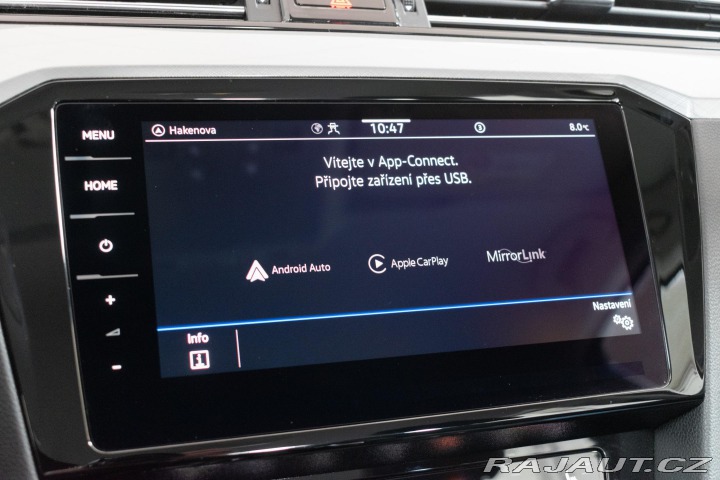 MENU
HOME
Hakenova
10:47
3
8.0°C
Vítejte v App-Connect.
Připojte zařízení přes USB.
Android Auto
Apple CarPlay
MirrorLink
Nastavení
Info
RAJAUT.CZ